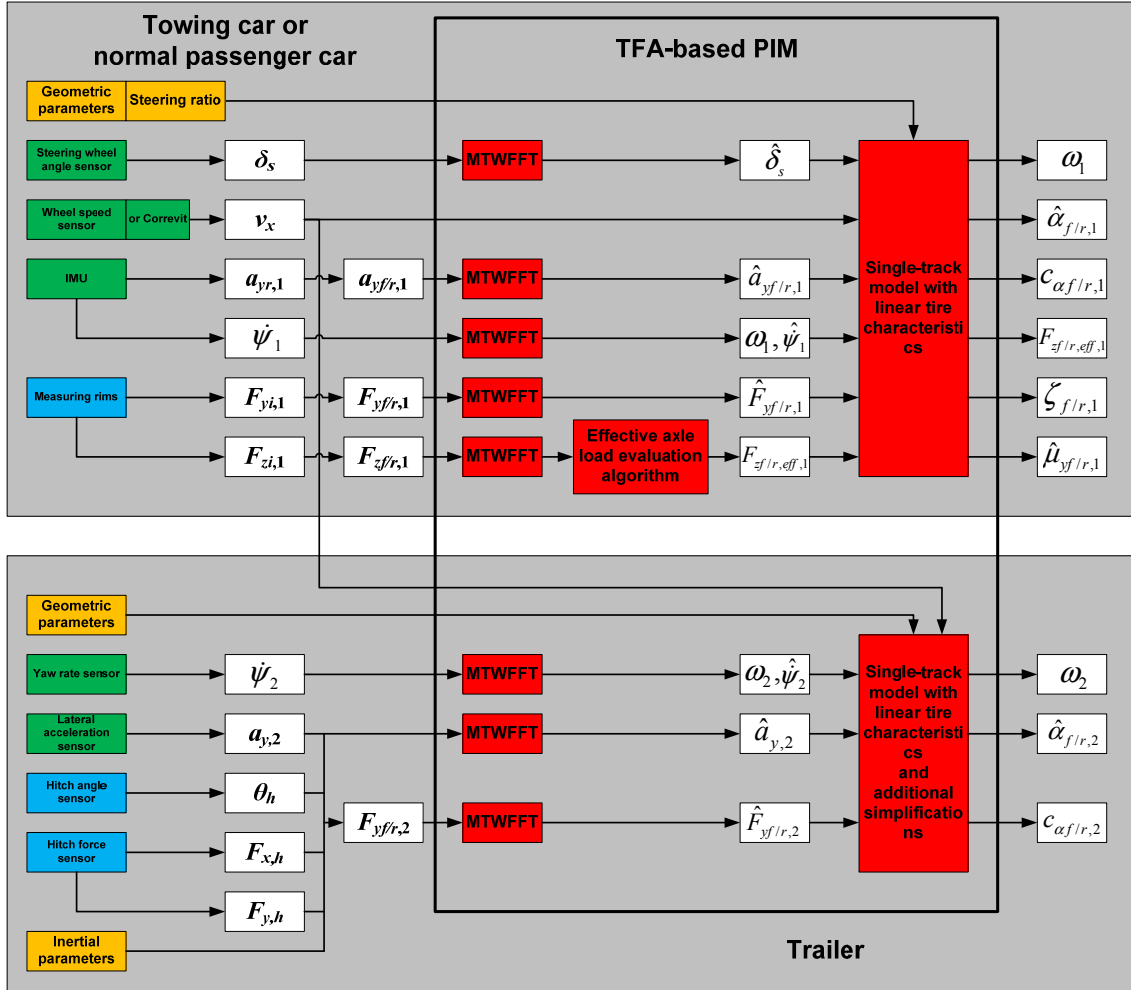 Towing car or
normal passenger car
TFA-based PIM
Geometric
parameters
Steering ratio
Steering wheel
angle sensor
δs
MTWFFT
δ̂s
ω1
Wheel speed
sensor
or Correvit
vx
α̂f/r,1
IMU
ayr,1
ayf/r,1
MTWFFT
âyf/r,1
cαf/r,1
ψ̇1
MTWFFT
ω1, ψ̇̂1
Fzf/r,eff,1
Measuring rims
Fyi,1
Fyf/r,1
MTWFFT
F̂yf/r,1
ζf/r,1
Fzi,1
Fzf/r,1
MTWFFT
Effective axle
load evaluation
algorithm
Fzf/r,eff,1
μ̂yf/r,1
Single-track
model with
linear tire
characteristi
cs
Geometric
parameters
Yaw rate sensor
ψ̇2
MTWFFT
ω2, ψ̇̂2
ω2
Lateral
acceleration
sensor
ay,2
MTWFFT
ây,2
α̂f/r,2
Hitch angle
sensor
θh
Fyf/r,2
MTWFFT
F̂yf/r,2
cαf/r,2
Hitch force
sensor
Fx,h
Fy,h
Single-track
model with
linear tire
characteristi
cs
and
additional
simplificatio
ns
Inertial
parameters
Trailer